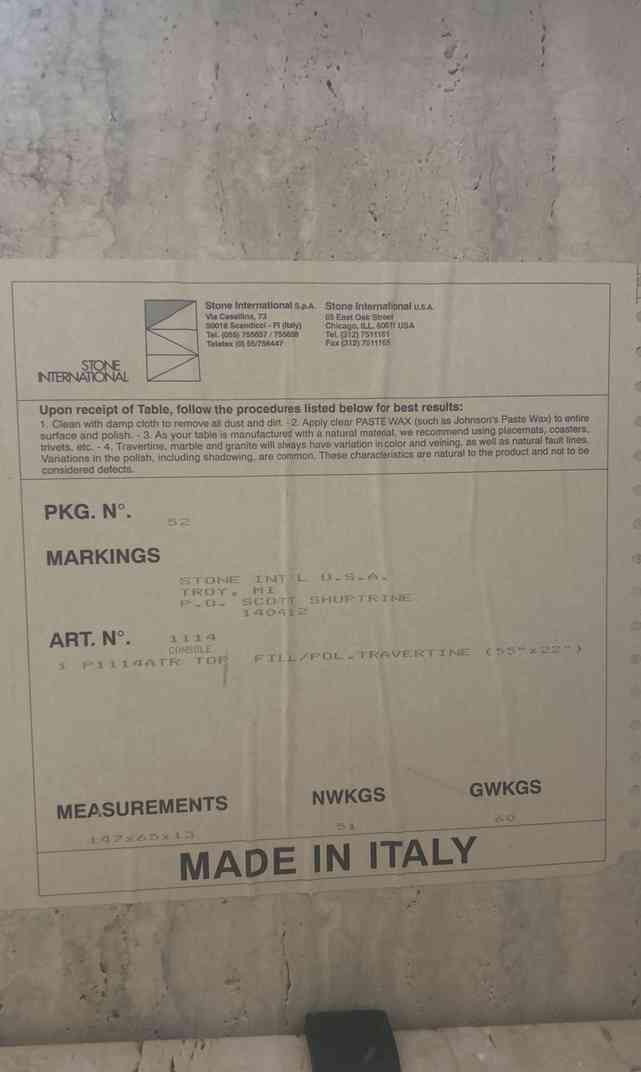 STONE
INTERNATIONAL
Stone International S.p.A.
Via Casellina, 73
50018 Scandicci - FI (Italy)
Tel. (055)
Telefax (0) 55/756447
Stone International U.S.A.
65 East Oak Street
Chicago, ILL. 60611 USA
Tel. (312) 7511161
Fax (312) 7511165
Upon receipt of Table, follow the procedures listed below for best results:
1. Clean with damp cloth to remove all dust and dirt. - 2. Apply clear PASTE WAX (such as Johnson's Paste Wax) to entire
surface and polish. - 3. As your table is manufactured with a natural material, we recommend using placemats, coasters,
trivets, etc. - 4. Travertine, marble and granite will always have variation in color and veining, as well as natural fault lines.
Variations in the polish, including shadowing, are common. These characteristics are natural to the product and not to be
considered defects.
PKG. N°.
52
MARKINGS
STONE INT'L U.S.A.
TROY, MI
P.O. SCOTT SHUPTRINE
140412
ART. N°. 1114
CONSOLE
1 P1114ATR TOP FILL/POL.TRAVERTINE (55"x22")
MEASUREMENTS NWKGS GWKGS
147x65x13 51 60
MADE IN ITALY